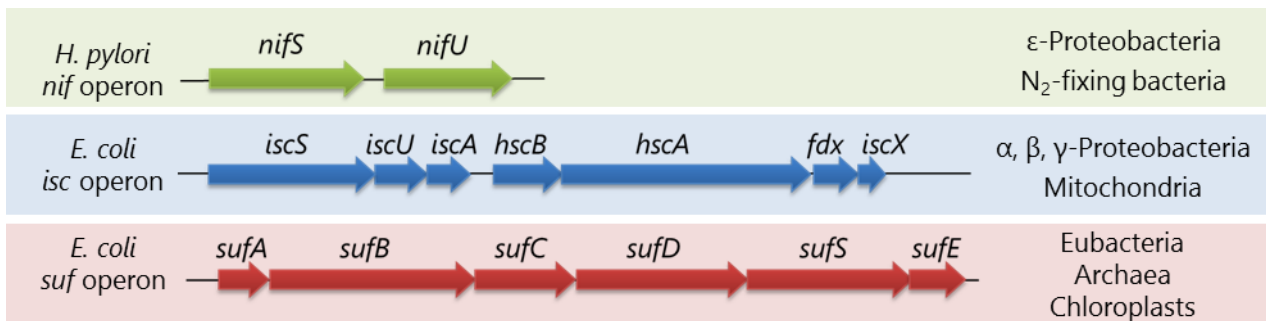 nifS nifU
H. pylori
nif operon
ε-Proteobacteria
N₂-fixing bacteria
iscS iscU iscA hscB hscA fdx iscX
E. coli
isc operon
α, β, γ-Proteobacteria
Mitochondria
sufA sufB sufC sufD sufS sufE
E. coli
suf operon
Eubacteria
Archaea
Chloroplasts